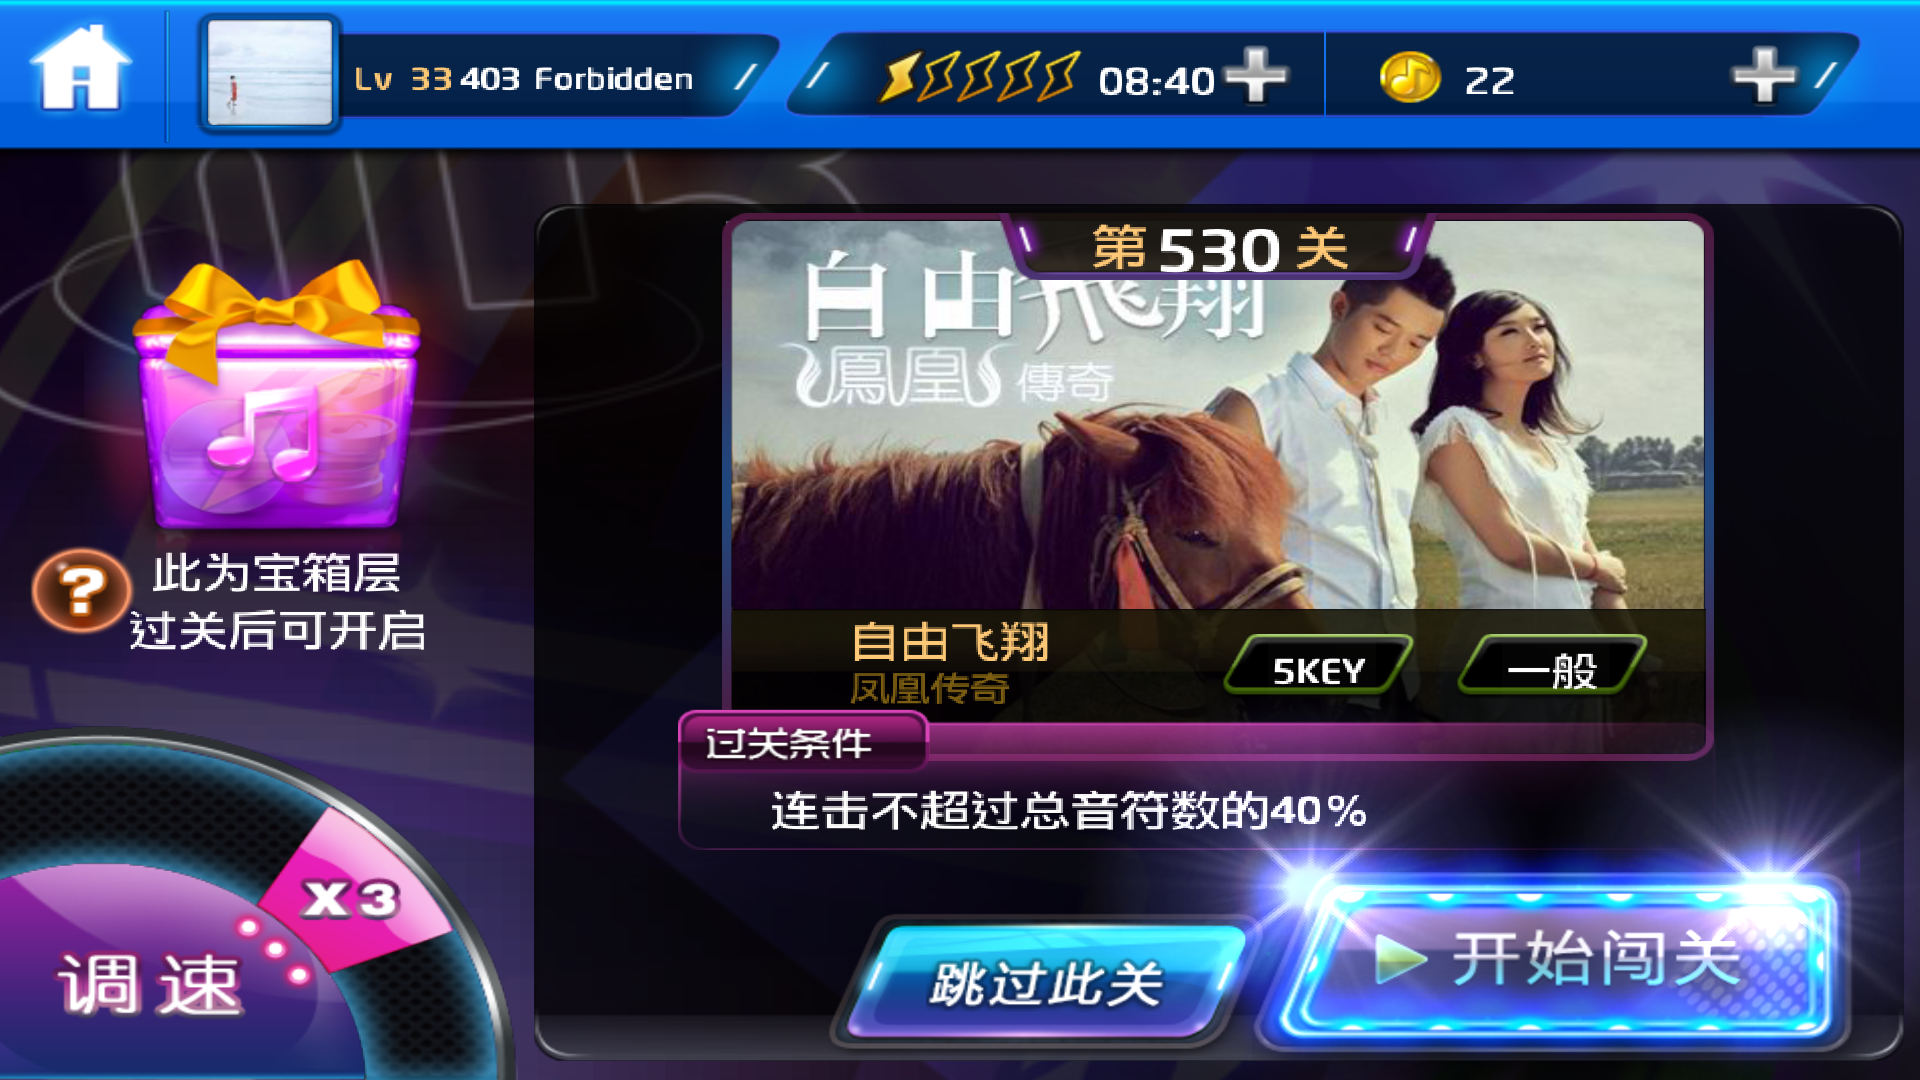 Lv 33 403 Forbidden
08:40
22
第530关
自由飛翔
鳳凰傳奇
此为宝箱层
过关后可开启
自由飞翔
凤凰传奇
5KEY
一般
过关条件
连击不超过总音符数的40%
X3
调速
跳过此关
开始闯关